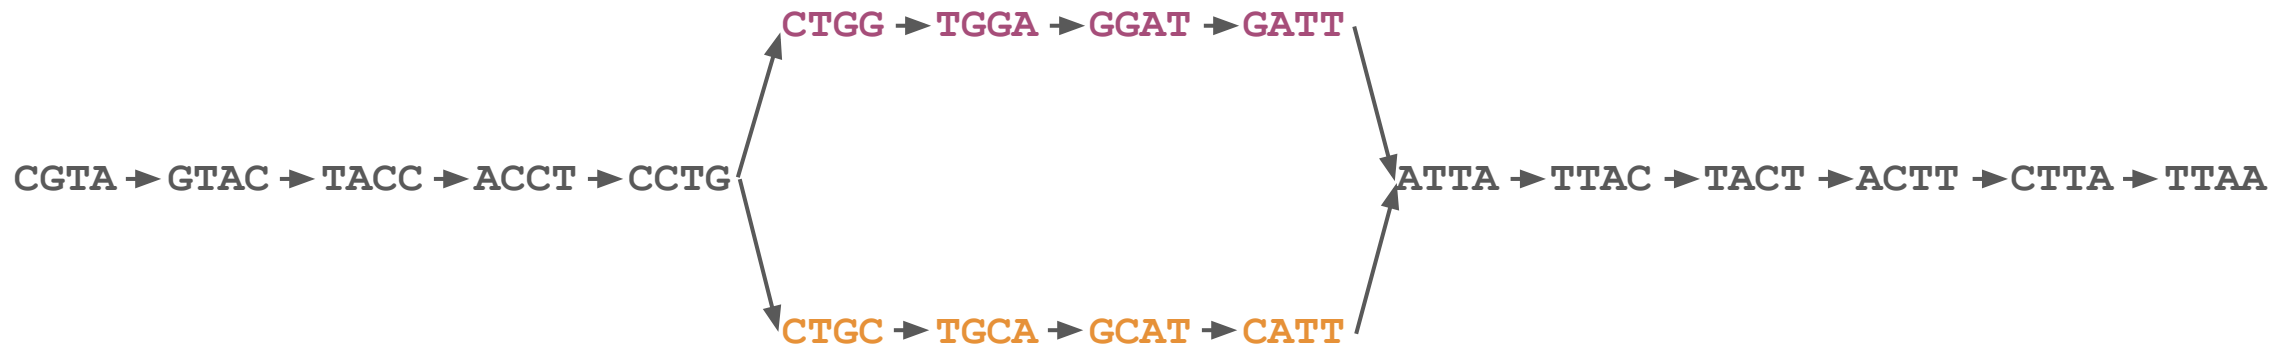 CTGG TGGA GGAT GATT
CGTA GTAC TACC ACCT CCTG ATTA TTAC TACT ACTT CTTA TTAA
CTGC TGCA GCAT CATT